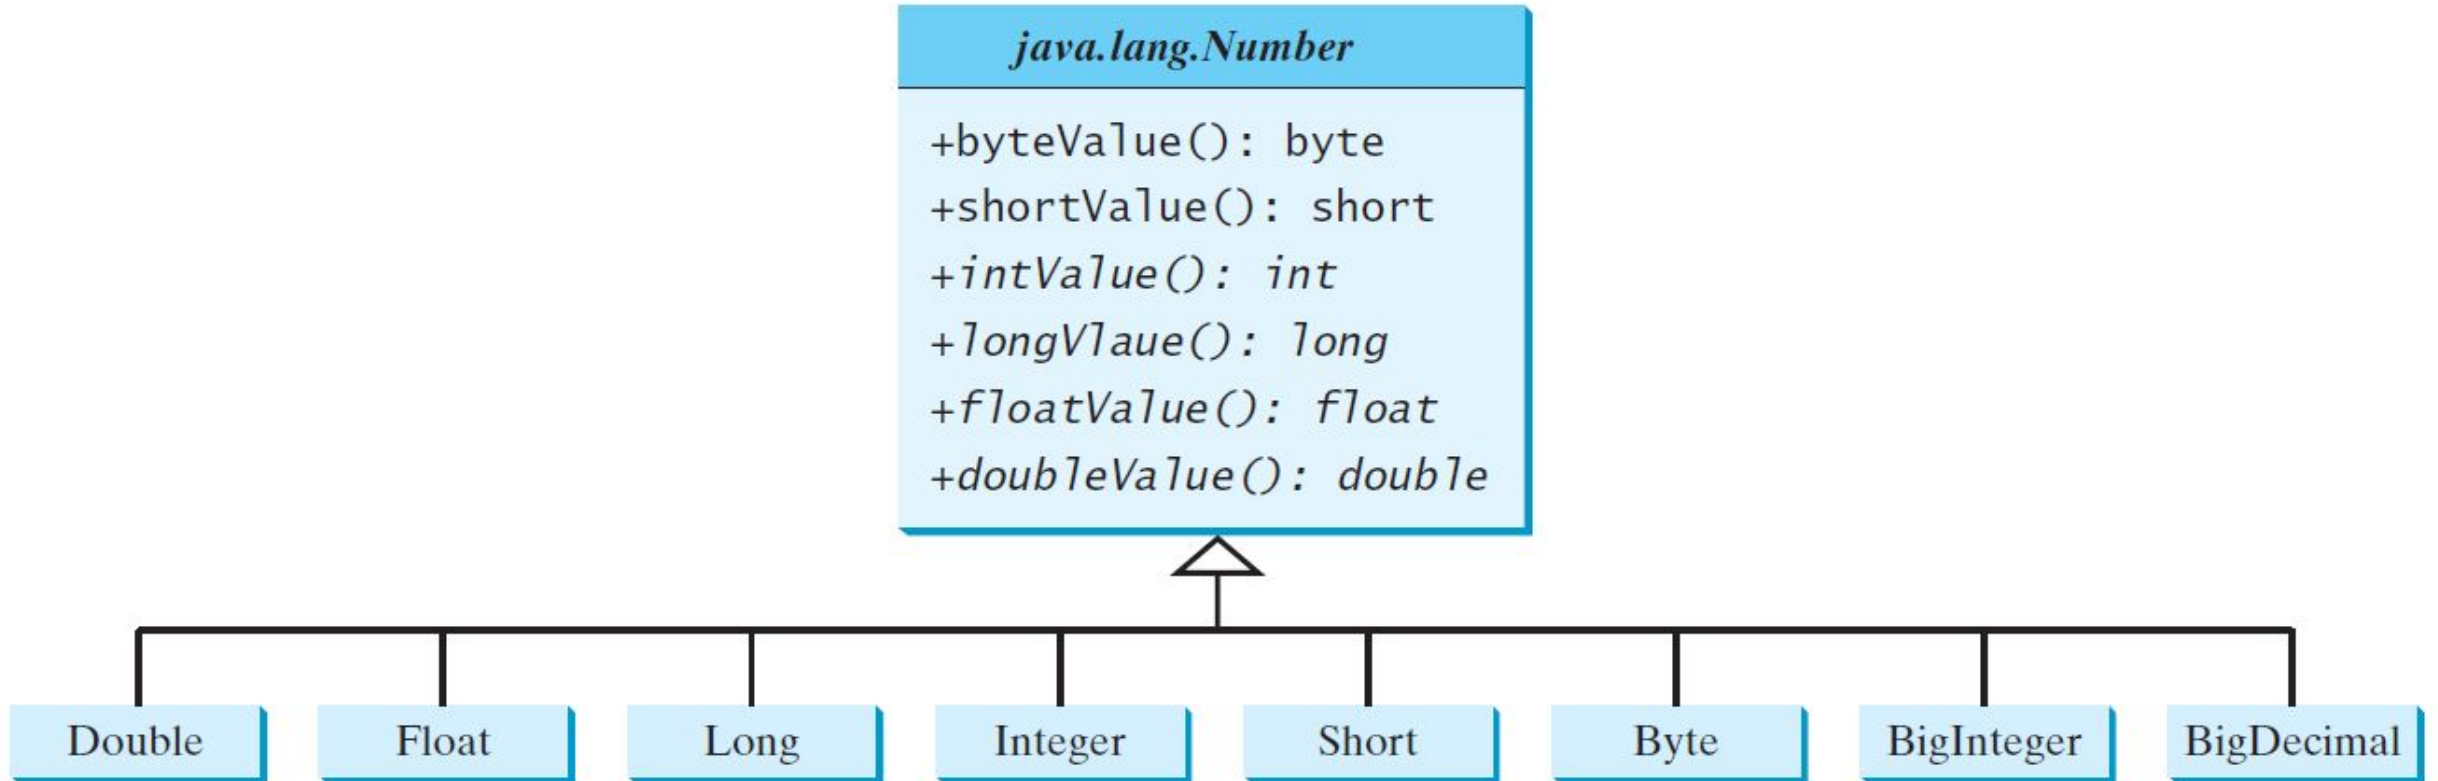 java.lang.Number
+byteValue(): byte
+shortValue(): short
+intValue(): int
+longVlaue(): long
+floatValue(): float
+doubleValue(): double
Double
Float
Long
Integer
Short
Byte
BigInteger
BigDecimal